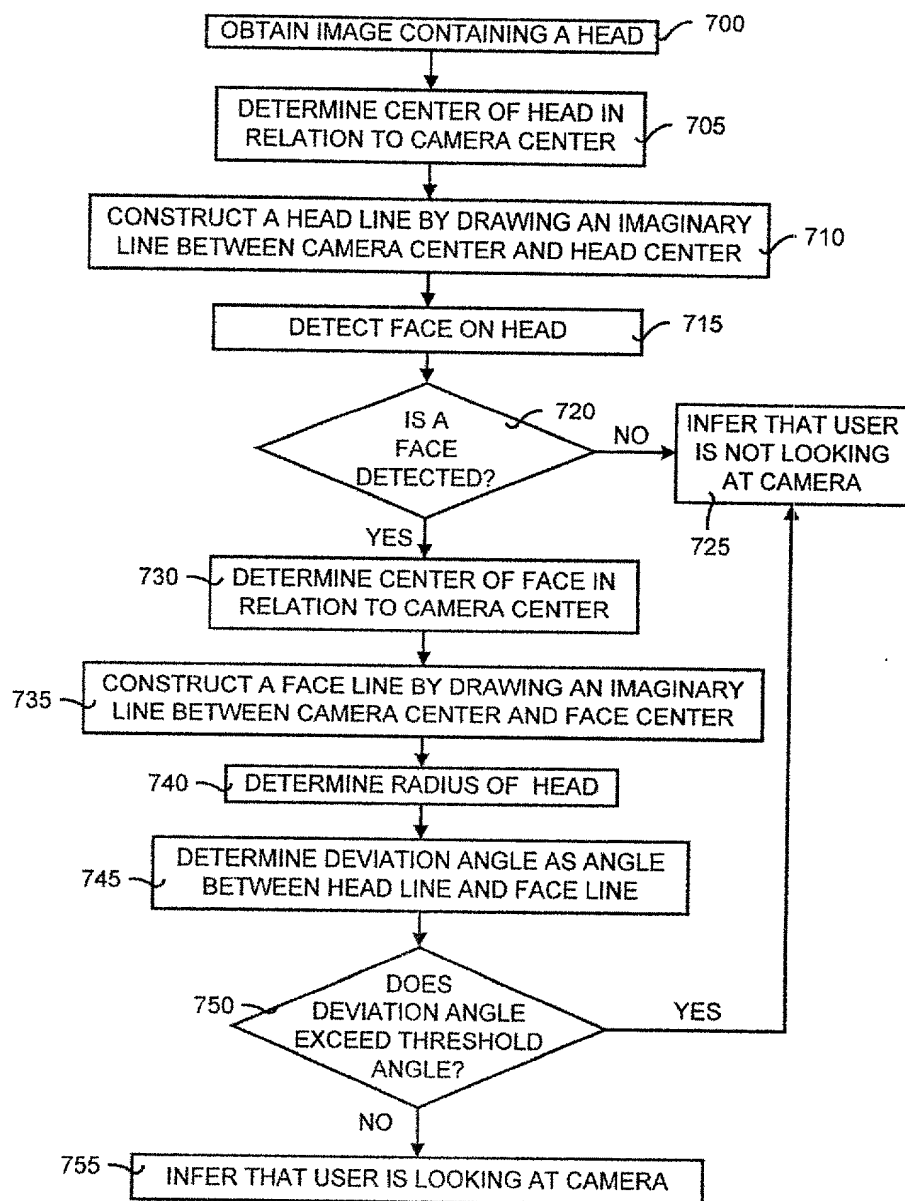 OBTAIN IMAGE CONTAINING A HEAD
700
DETERMINE CENTER OF HEAD IN
RELATION TO CAMERA CENTER
705
CONSTRUCT A HEAD LINE BY DRAWING AN IMAGINARY
LINE BETWEEN CAMERA CENTER AND HEAD CENTER
710
DETECT FACE ON HEAD
715
IS A
FACE
DETECTED?
720
NO
INFER THAT USER
IS NOT LOOKING
AT CAMERA
725
YES
730
DETERMINE CENTER OF FACE IN
RELATION TO CAMERA CENTER
735
CONSTRUCT A FACE LINE BY DRAWING AN IMAGINARY
LINE BETWEEN CAMERA CENTER AND FACE CENTER
740
DETERMINE RADIUS OF HEAD
745
DETERMINE DEVIATION ANGLE AS ANGLE
BETWEEN HEAD LINE AND FACE LINE
750
DOES
DEVIATION ANGLE
EXCEED THRESHOLD
ANGLE?
YES
NO
755
INFER THAT USER IS LOOKING AT CAMERA